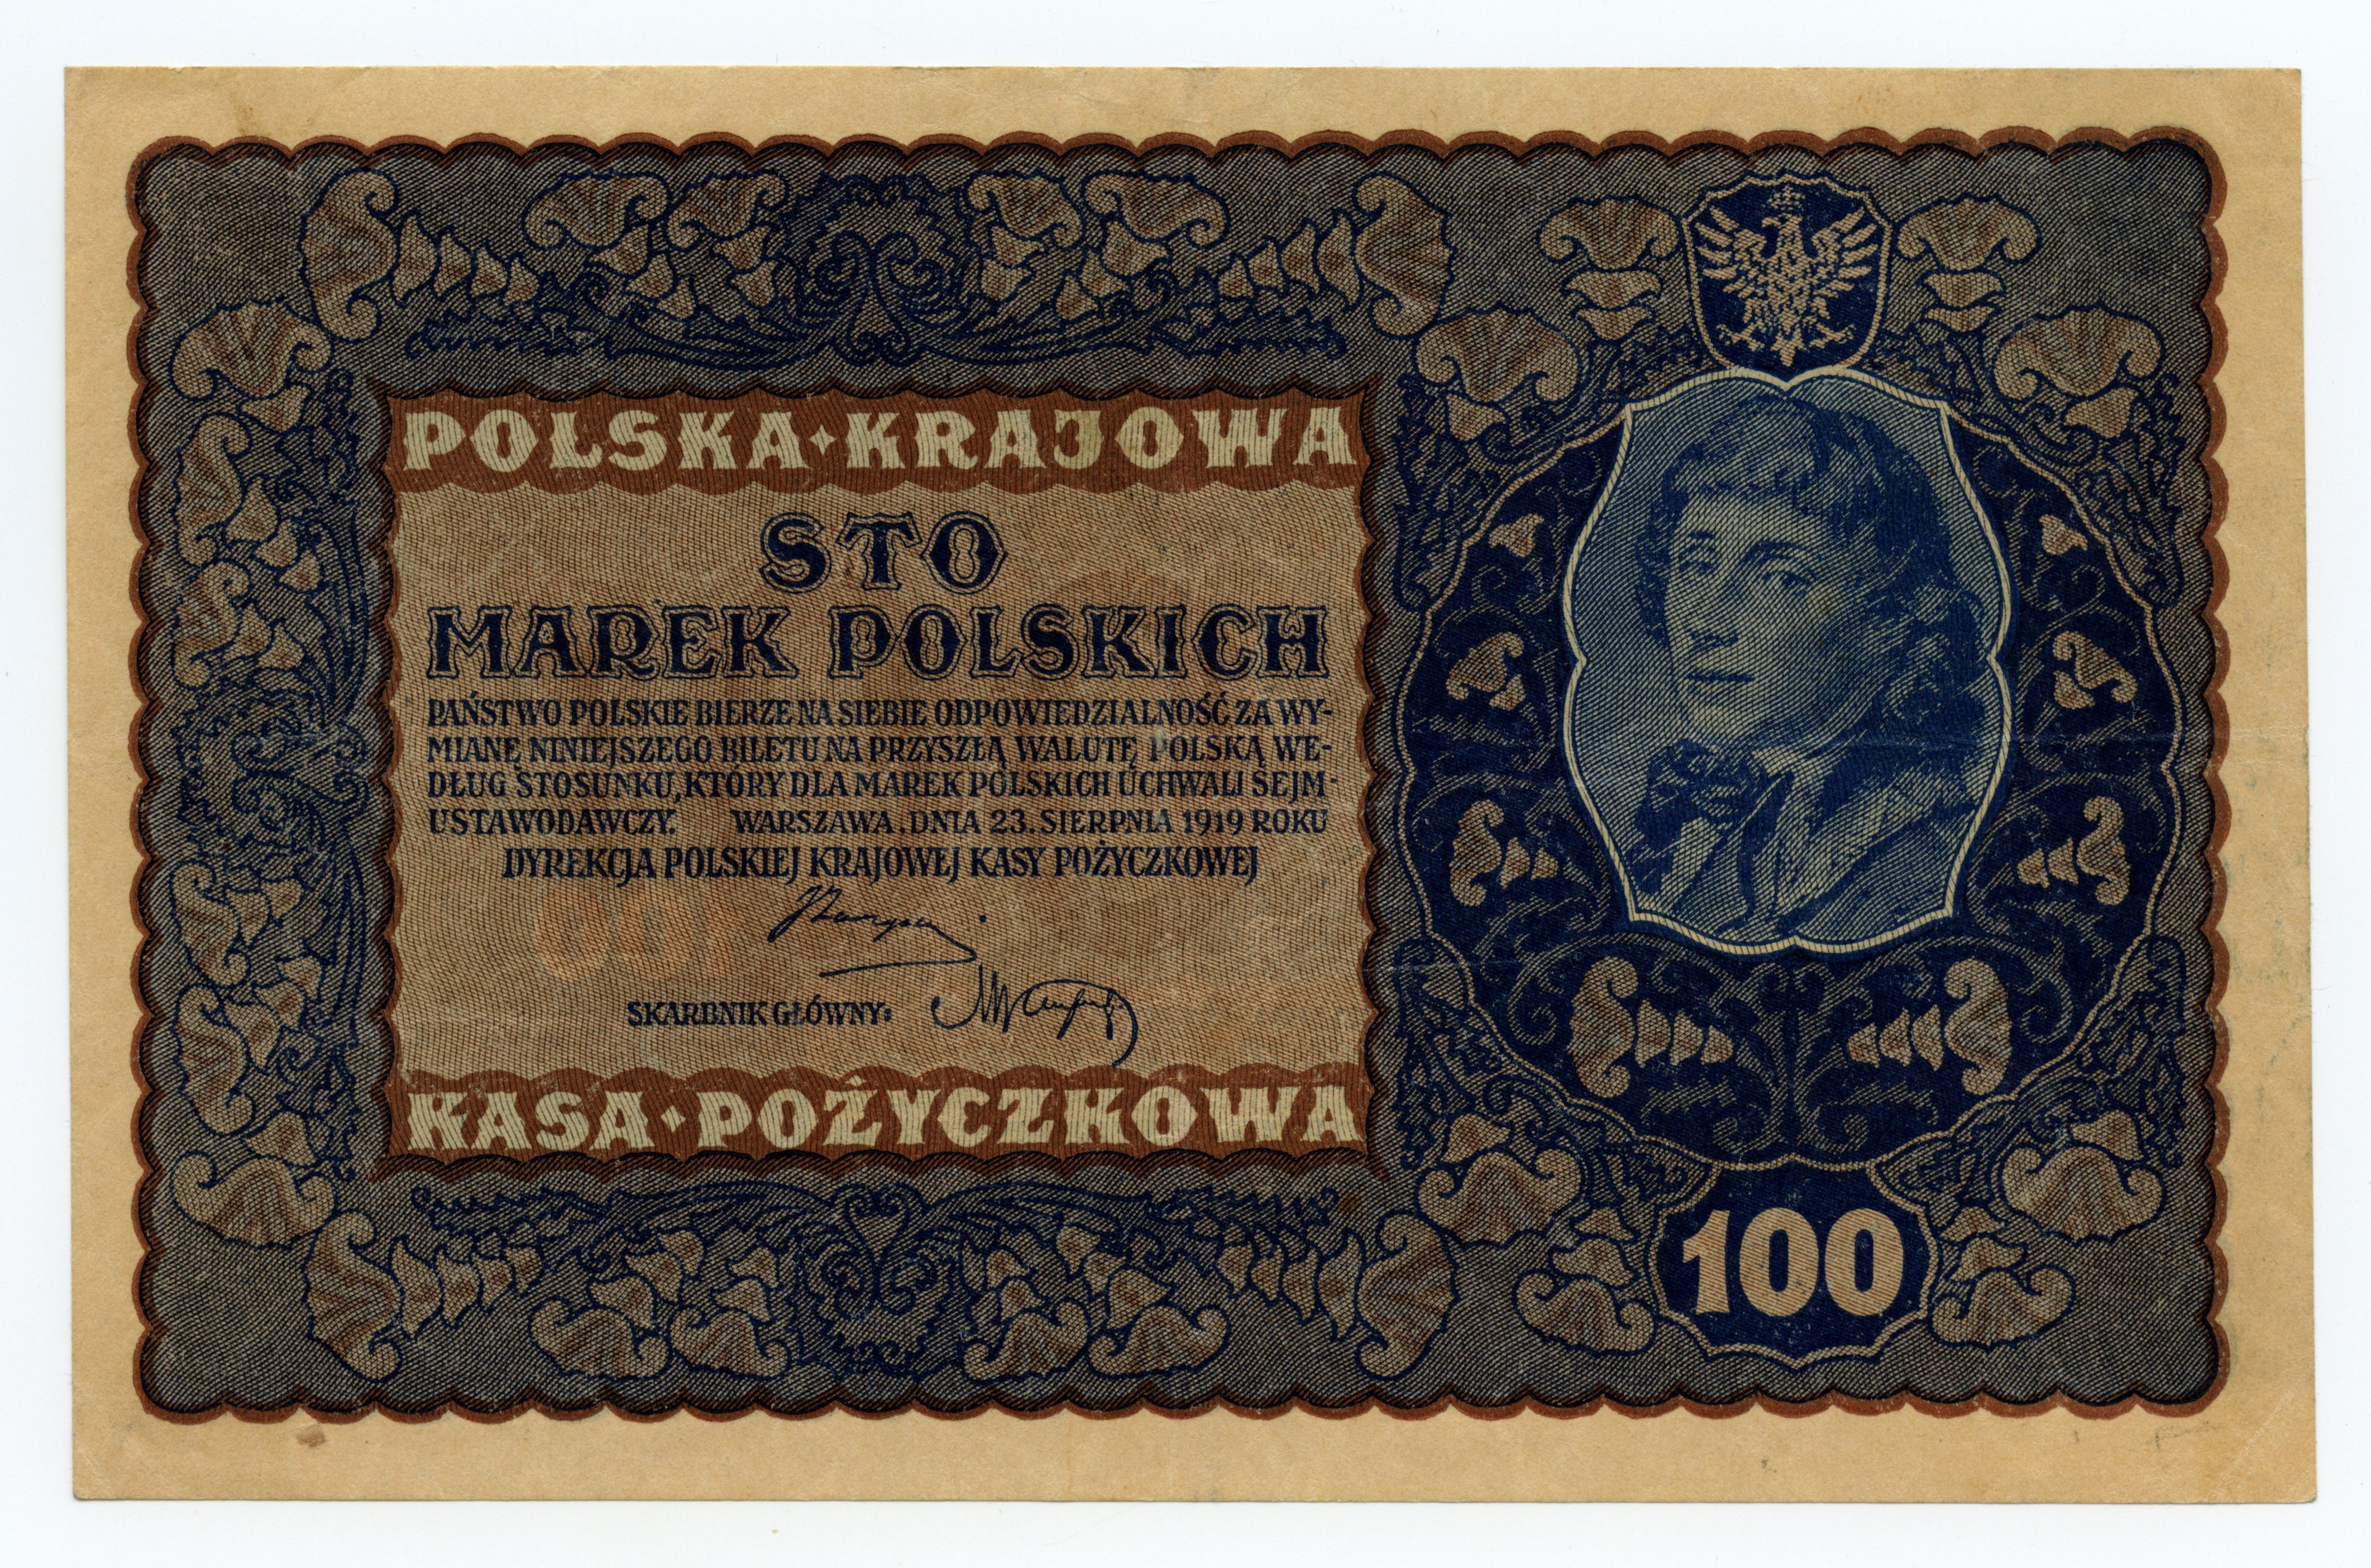 POLSKA·KRAJOWA
STO
MAREK POLSKICH
PAŃSTWO POLSKIE BIERZE NA SIEBIE ODPOWIEDZIALNOŚĆ ZA WY-
MIANĘ NINIEJSZEGO BILETU NA PRZYSZŁĄ WALUTĘ POLSKĄ WE-
DŁUG STOSUNKU, KTÓRY DLA MAREK POLSKICH UCHWALI SEJM-
USTAWODAWCZY. WARSZAWA.DNIA 23.SIERPNIA 1919 ROKU
DYREKCJA POLSKIEJ KRAJOWEJ KASY POŻYCZKOWEJ
SKARBNIK GŁÓWNY:
KASA·POŻYCZKOWA
100